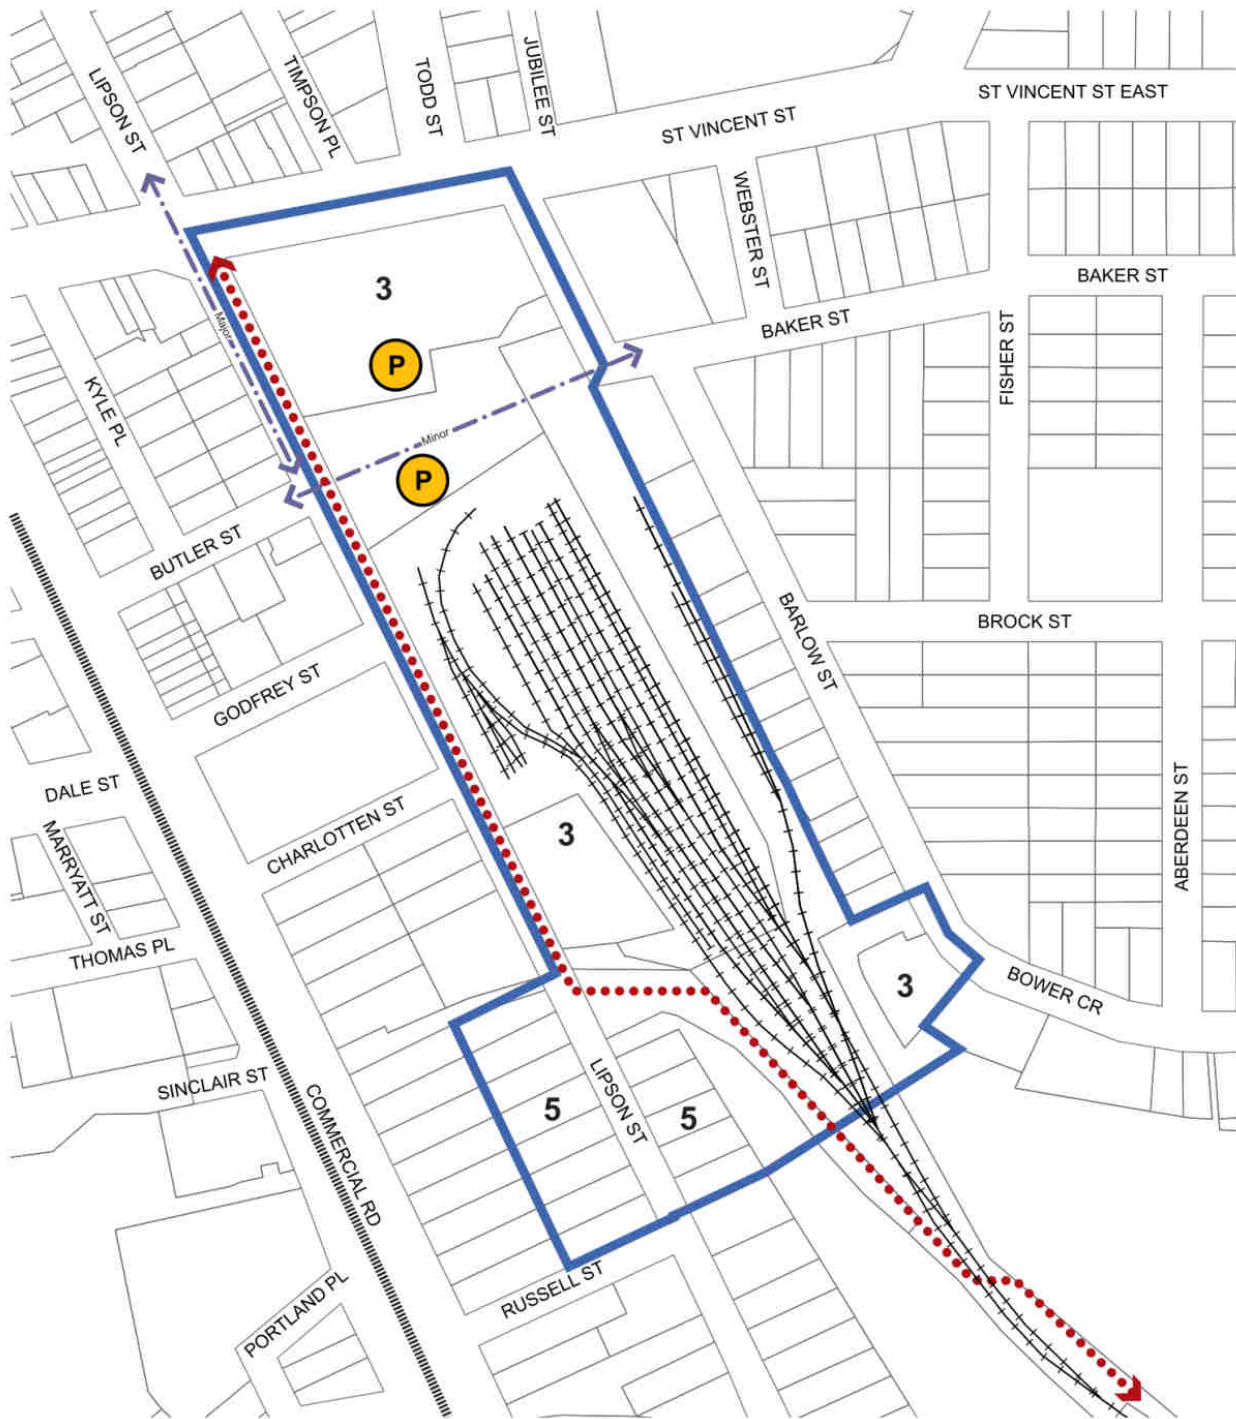 LIPSON ST
TIMPSON PL
TODD ST
JUBILEE ST
ST VINCENT ST
ST VINCENT ST EAST
WEBSTER ST
BAKER ST
BAKER ST
FISHER ST
3
Major
P
Minor
P
KYLE PL
BUTLER ST
GODFREY ST
BARLOW ST
BROCK ST
DALE ST
MARRYATT ST
CHARLOTTEN ST
3
ABERDEEN ST
THOMAS PL
3
BOWER CR
SINCLAIR ST
COMMERCIAL RD
5
LIPSON ST
5
RUSSELL ST
PORTLAND PL